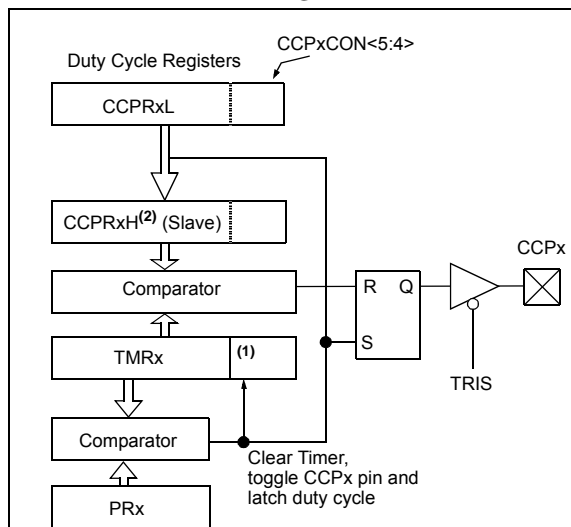 CCPxCON<5:4>
Duty Cycle Registers
CCPRxL
CCPRxH(2) (Slave)
CCPx
Comparator
R Q
TMRx
(1)
S
TRIS
Comparator
Clear Timer,
toggle CCPx pin and
latch duty cycle
PRx